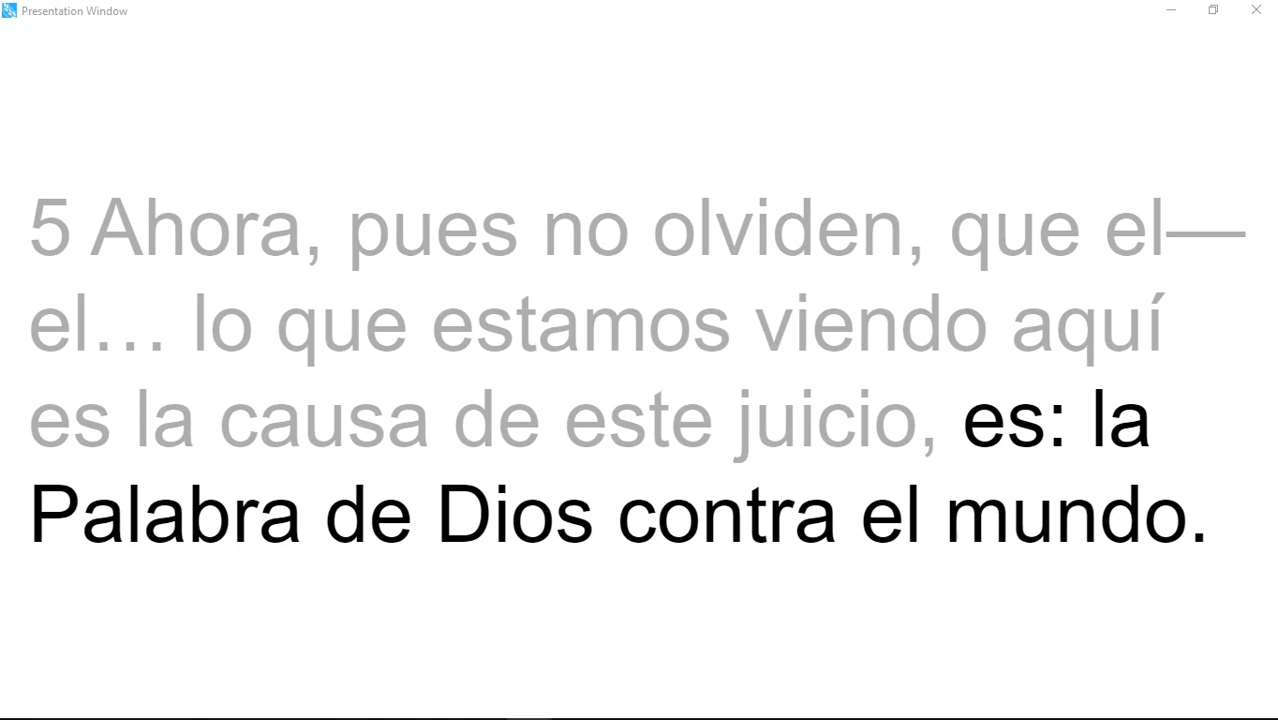 Presentation Window
5 Ahora, pues no olviden, que el—
el… lo que estamos viendo aquí
es la causa de este juicio, es: la
Palabra de Dios contra el mundo.